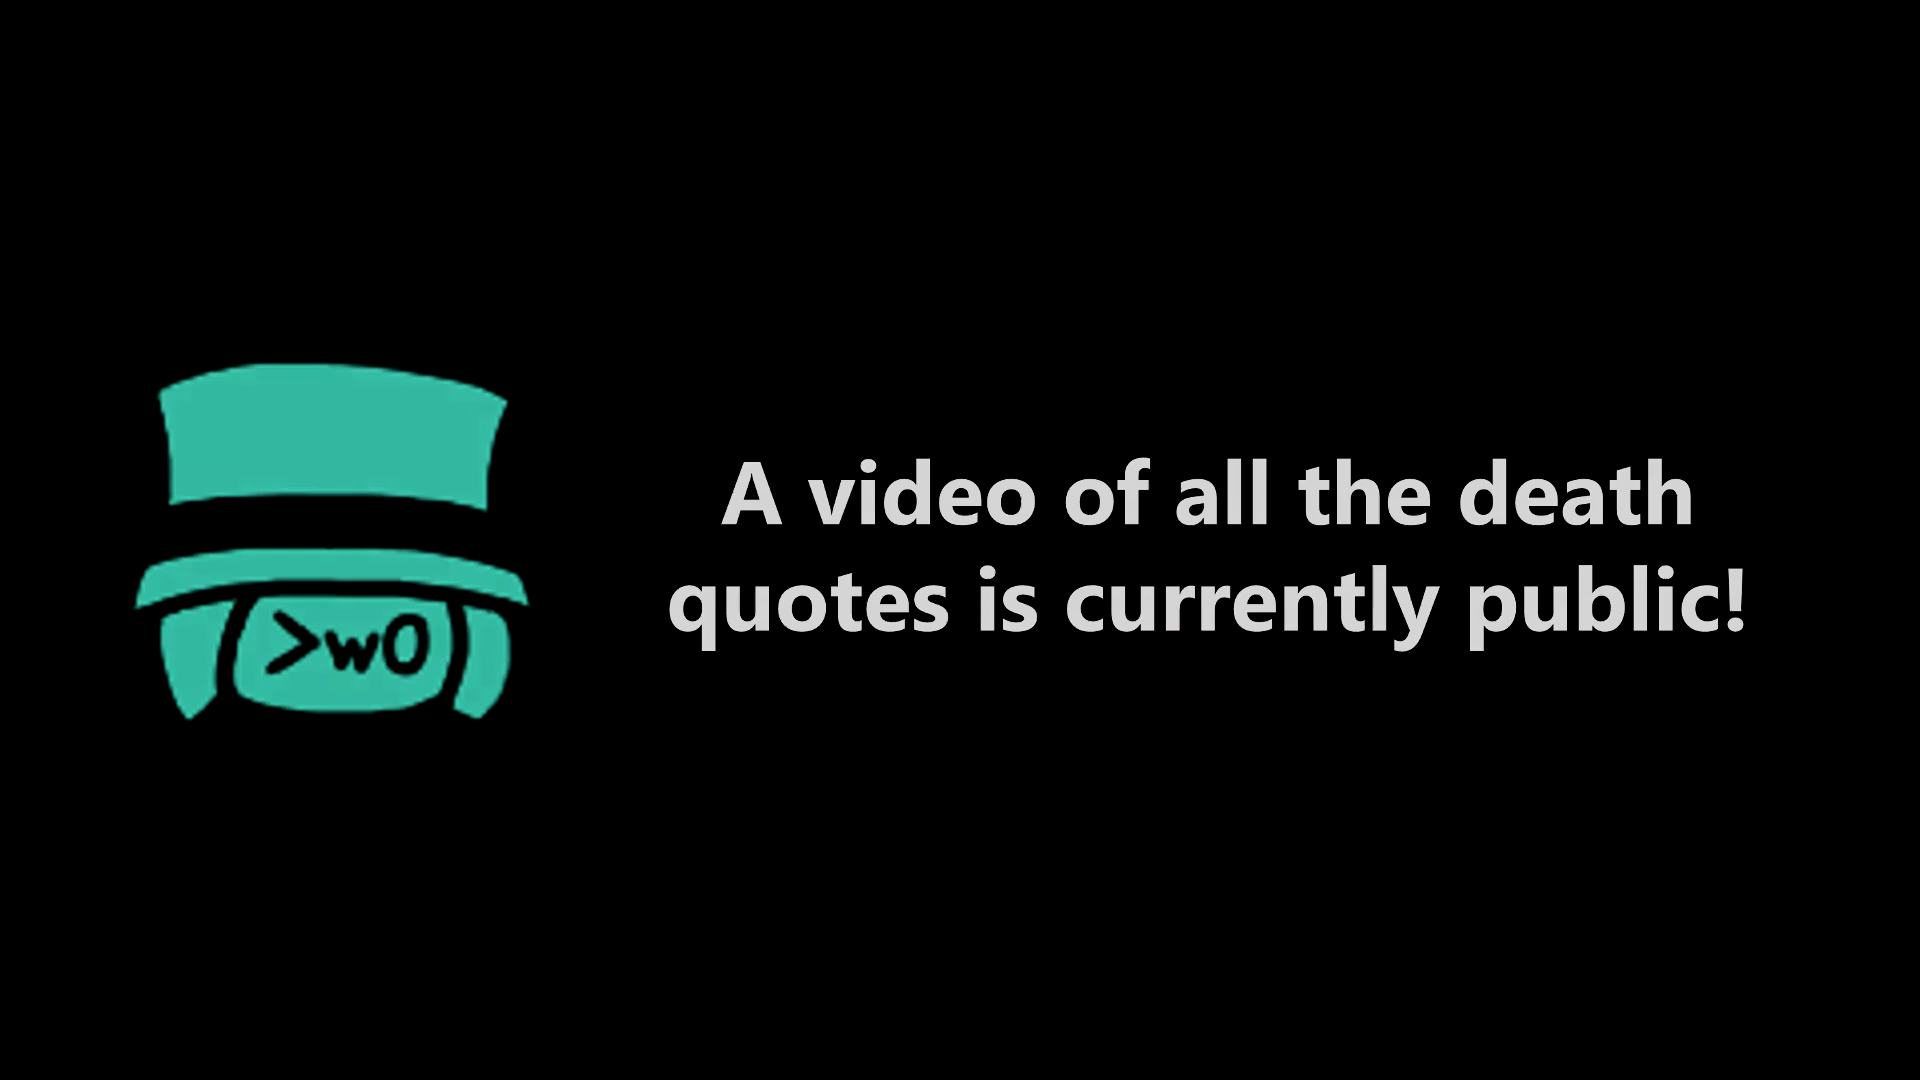 >w0
A video of all the death
quotes is currently public!